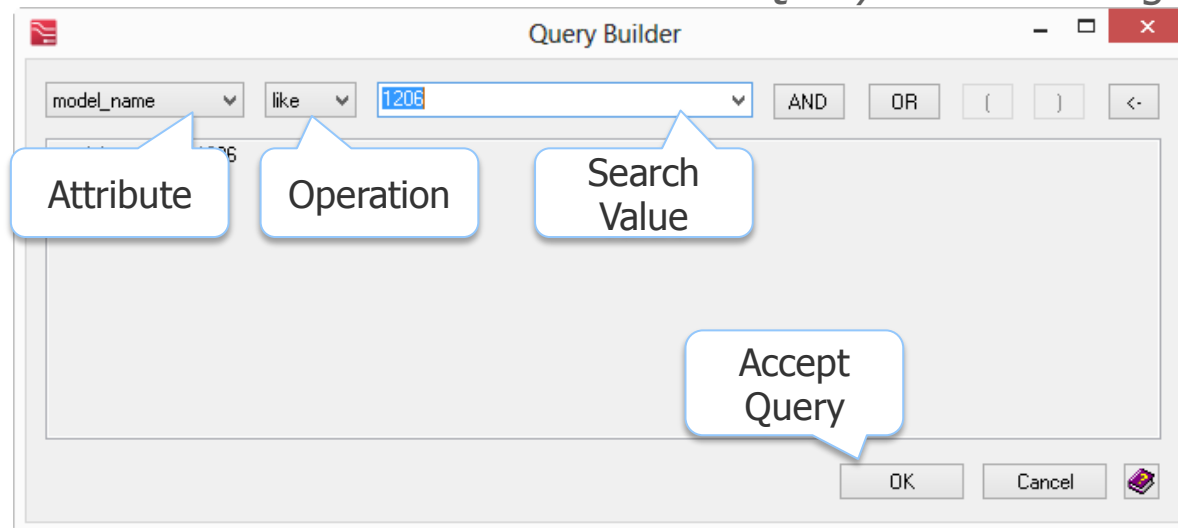 Query Builder
model_name like 1206 AND OR ( ) <-
Attribute
Operation
Search
Value
Accept
Query
OK Cancel